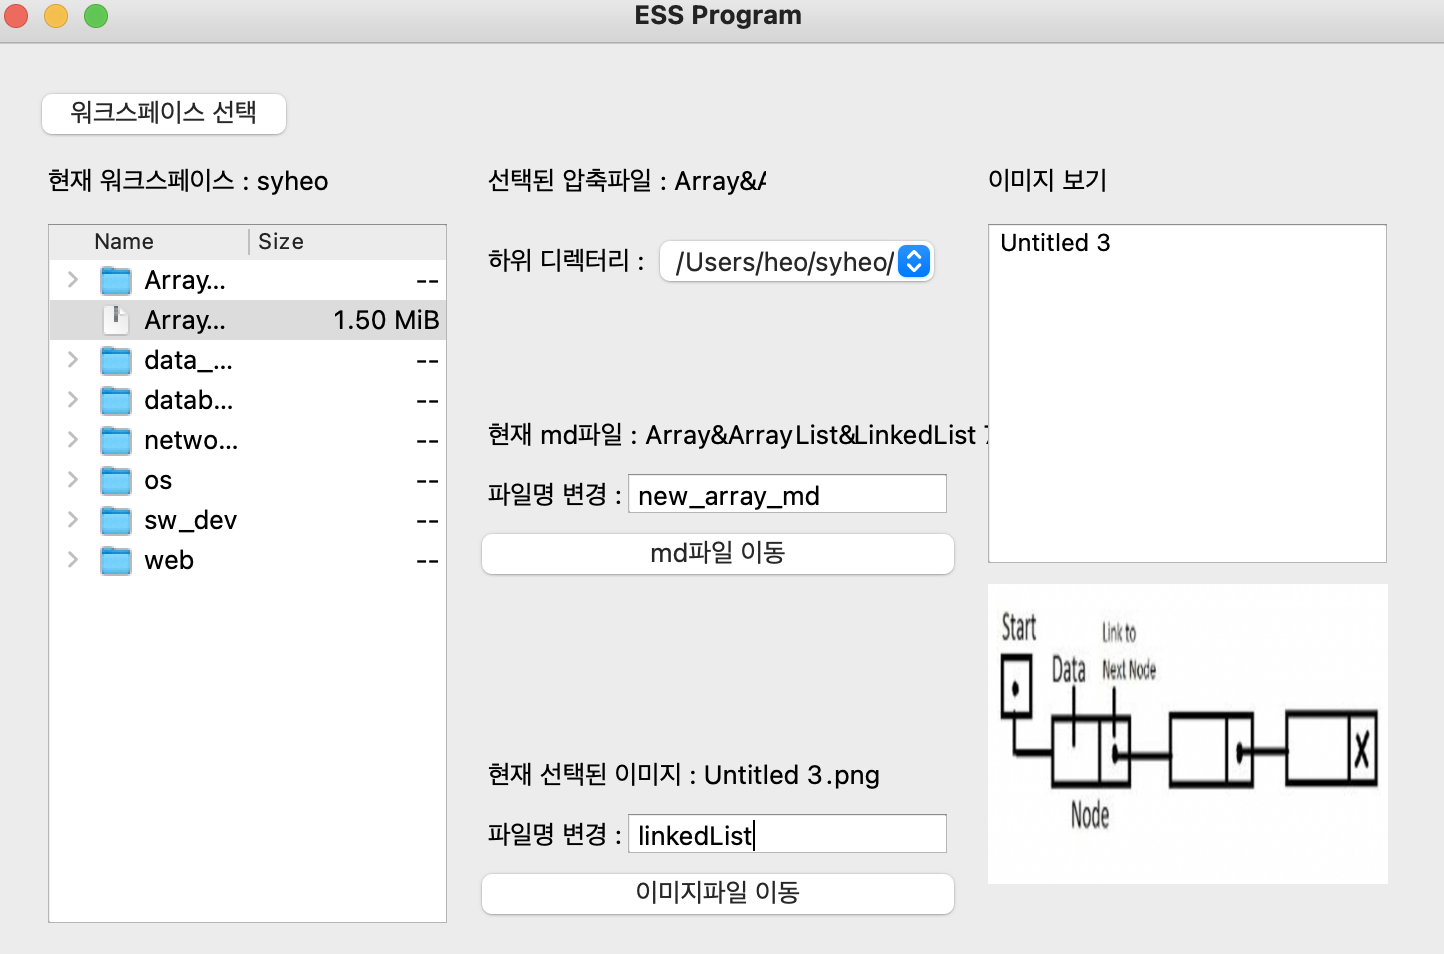 ESS Program
워크스페이스 선택
현재 워크스페이스 : syheo
Name Size
Array... --
Array... 1.50 MiB
data_... --
datab... --
netwo... --
os --
sw_dev --
web --
선택된 압축파일 : Array&
하위 디렉터리 : /Users/heo/syheo/
현재 md파일 : Array&ArrayList&LinkedList
파일명 변경 : new_array_md
md파일 이동
현재 선택된 이미지 : Untitled 3.png
파일명 변경 : linkedList
이미지파일 이동
이미지 보기
Untitled 3
Start
Link to
Data Next Node
X
Node